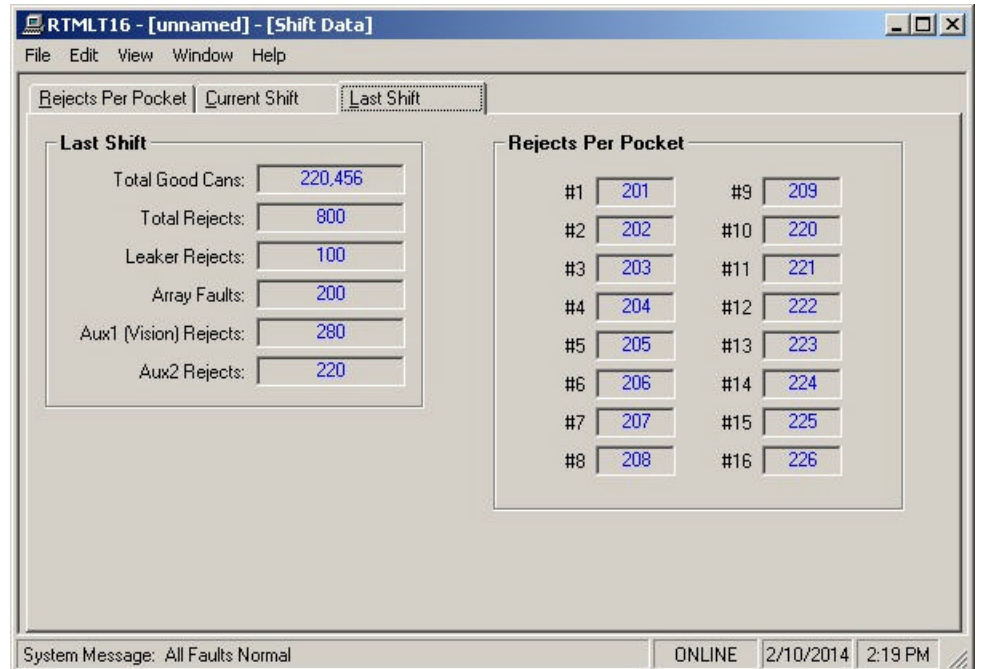 RTMLT16 - [unnamed] - [Shift Data]
File Edit View Window Help
Rejects Per Pocket Current Shift Last Shift
Last Shift
Total Good Cans: 220,456
Total Rejects: 800
Leaker Rejects: 100
Array Faults: 200
Aux1 (Vision) Rejects: 280
Aux2 Rejects: 220
Rejects Per Pocket
#1 201 #9 209
#2 202 #10 220
#3 203 #11 221
#4 204 #12 222
#5 205 #13 223
#6 206 #14 224
#7 207 #15 225
#8 208 #16 226
System Message: All Faults Normal ONLINE 2/10/2014 2:19 PM